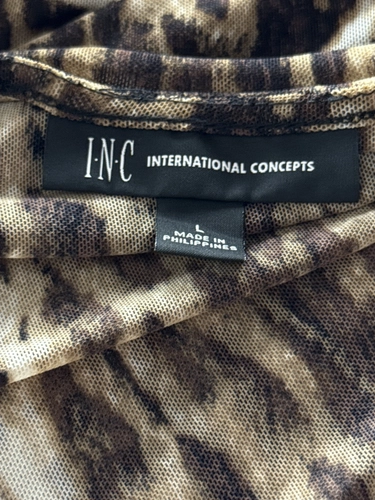 I·N·C INTERNATIONAL CONCEPTS
L
MADE IN
PHILIPPINES